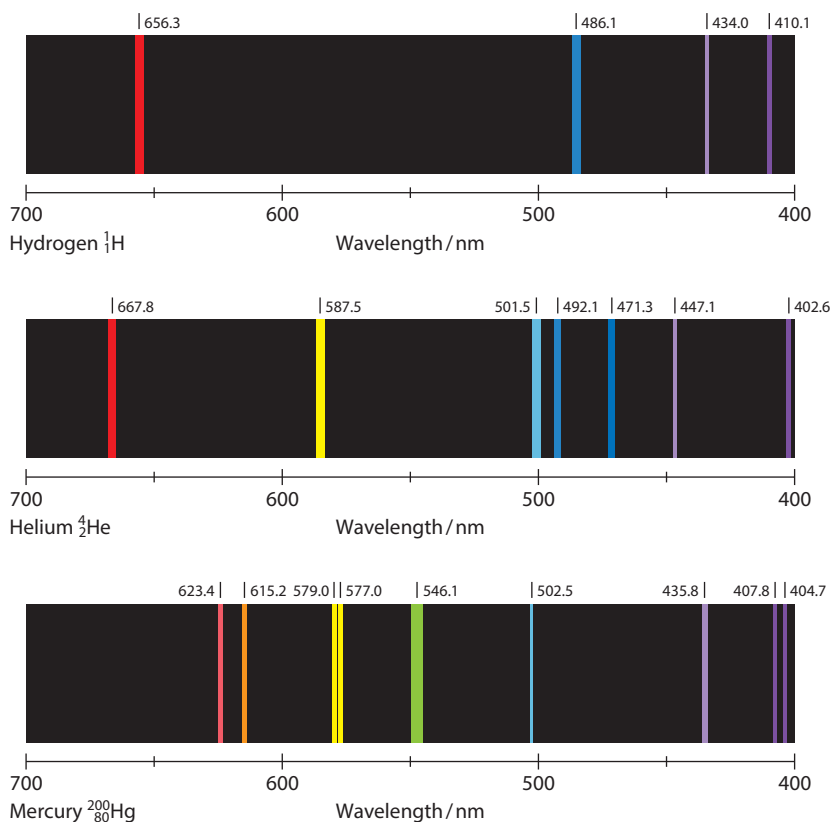 656.3 486.1 434.0 410.1
700 600 500 400
Hydrogen ¹₁H Wavelength / nm
667.8 587.5 501.5 492.1 471.3 447.1 402.6
700 600 500 400
Helium ⁴₂He Wavelength / nm
623.4 615.2 579.0 577.0 546.1 502.5 435.8 407.8 404.7
700 600 500 400
Mercury ²⁰⁰₈₀Hg Wavelength / nm